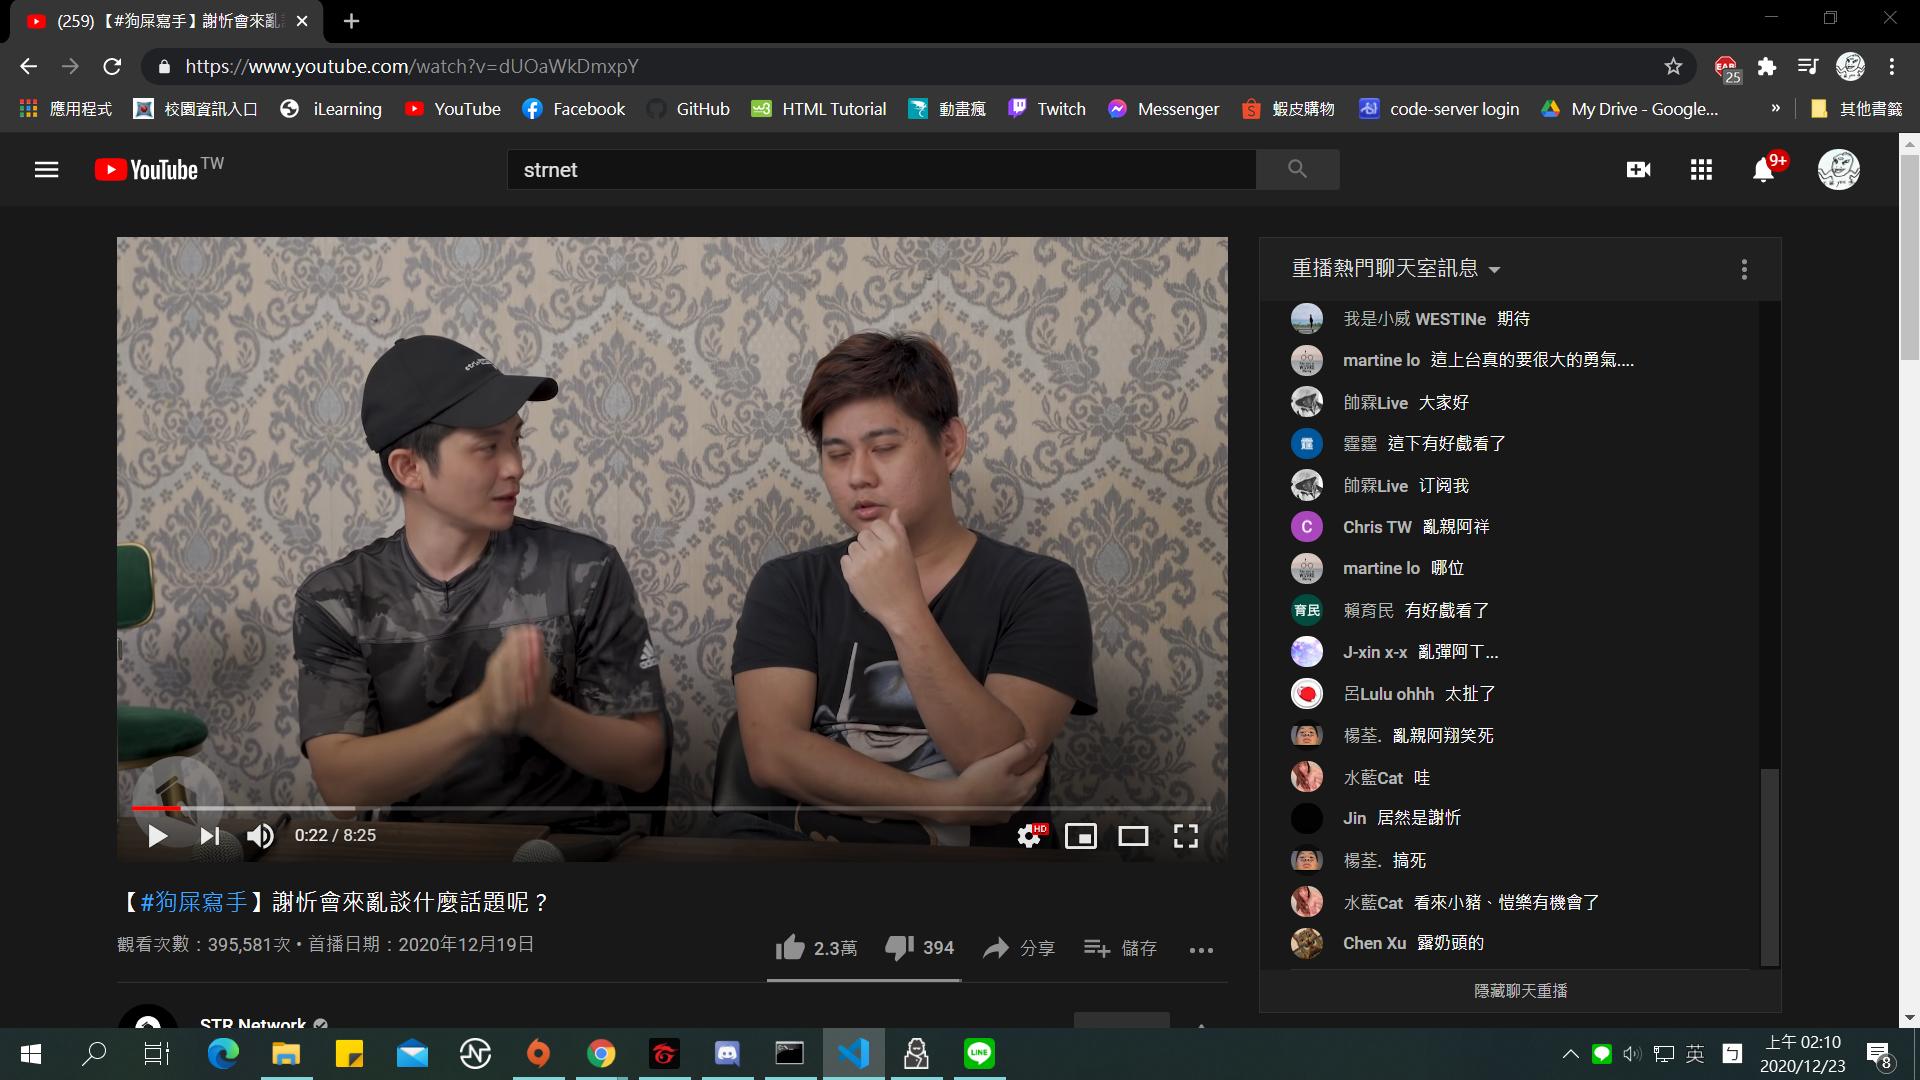 (259) 【#狗屎寫手】謝忻會來亂
https://www.youtube.com/watch?v=dUOaWkDmxpY
25
應用程式 校園資訊入口 iLearning YouTube Facebook GitHub HTML Tutorial 動畫瘋 Twitch Messenger 蝦皮購物 code-server login My Drive - Google... » 其他書籤
YouTube TW
strnet
9+
重播熱門聊天室訊息
我是小威 WESTINe 期待
martine lo 這上台真的要很大的勇氣....
帥霖Live 大家好
霆霆 這下有好戲看了
帥霖Live 订阅我
C Chris TW 亂親阿祥
martine lo 哪位
育民 賴育民 有好戲看了
J-xin x-x 亂彈阿ㄒ...
呂Lulu ohhh 太扯了
楊荃. 亂親阿翔笑死
水藍Cat 哇
Jin 居然是謝忻
楊荃. 搞死
水藍Cat 看來小豬、愷樂有機會了
Chen Xu 露奶頭的
隱藏聊天重播
0:22 / 8:25
HD
【#狗屎寫手】謝忻會來亂談什麼話題呢？
觀看次數：395,581次 • 首播日期：2020年12月19日
2.3萬 394 分享 儲存
STR Network
LINE
英
上午 02:10
2020/12/23
8